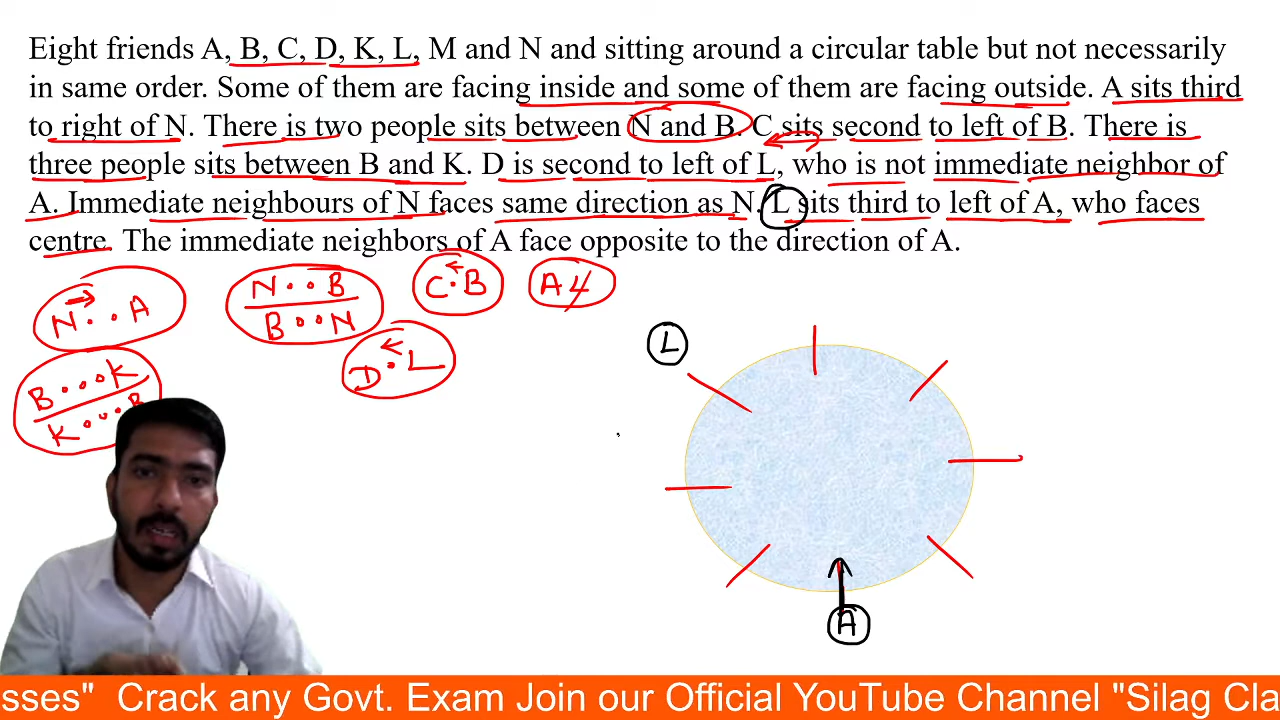 Eight friends A, B, C, D, K, L, M and N and sitting around a circular table but not necessarily
in same order. Some of them are facing inside and some of them are facing outside. A sits third
to right of N. There is two people sits between N and B. C sits second to left of B. There is
three people sits between B and K. D is second to left of L, who is not immediate neighbor of
A. Immediate neighbours of N faces same direction as N. L sits third to left of A, who faces
centre. The immediate neighbors of A face opposite to the direction of A.
N . . A
N . . B
B . . N
C . B
A
D . L
B . . . K
K . . . B
L
A
sses" Crack any Govt. Exam Join our Official YouTube Channel "Silag Cla